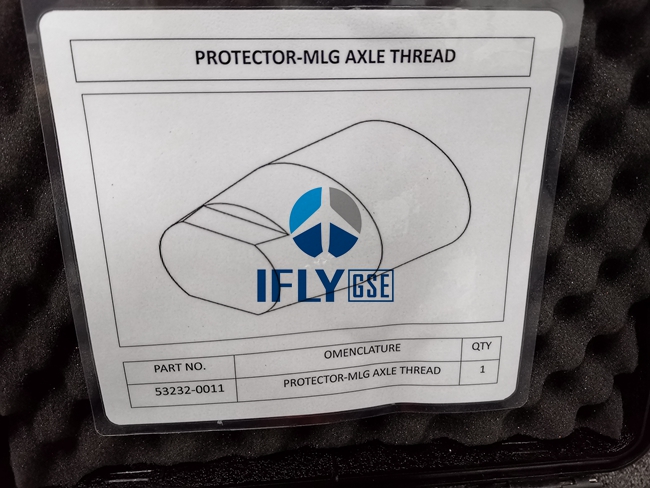 PROTECTOR-MLG AXLE THREAD
IFLY GSE
PART NO. OMENCLATURE QTY
53232-0011 PROTECTOR-MLG AXLE THREAD 1